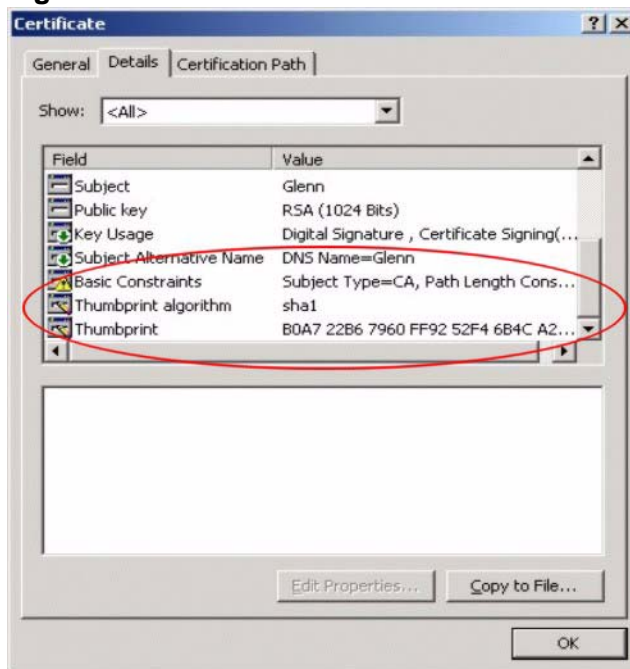 Certificate
General Details Certification Path
Show: <All>
Field Value
Subject Glenn
Public key RSA (1024 Bits)
Key Usage Digital Signature , Certificate Signing(...
Subject Alternative Name DNS Name=Glenn
Basic Constraints Subject Type=CA, Path Length Cons...
Thumbprint algorithm sha1
Thumbprint B0A7 22B6 7960 FF92 52F4 6B4C A2...
Edit Properties... Copy to File...
OK